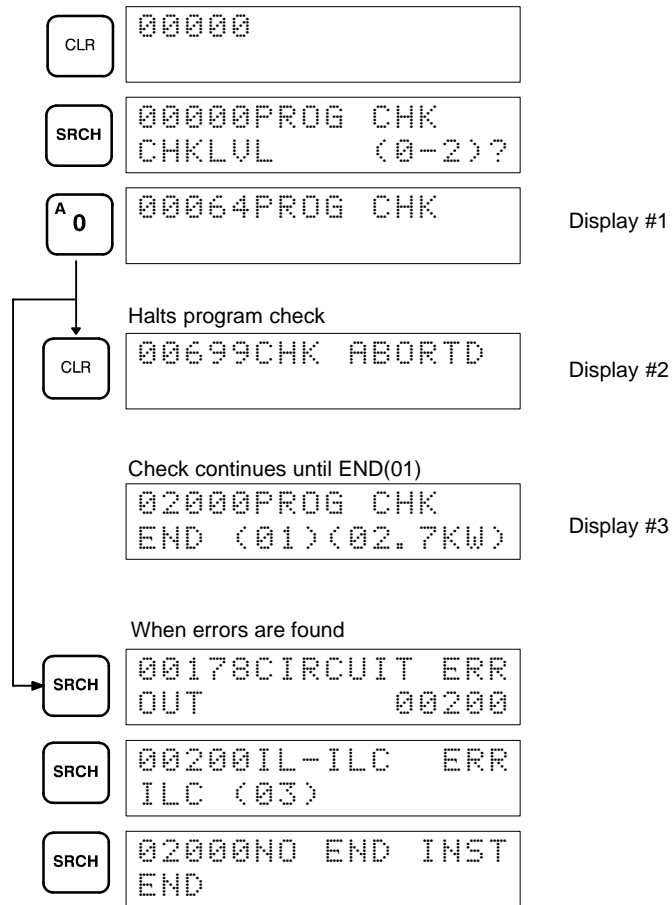 CLR
00000
SRCH
00000PROG CHK
CHKLVL (0-2)?
A
0
00064PROG CHK
Display #1
Halts program check
CLR
00699CHK ABORTD
Display #2
Check continues until END(01)
02000PROG CHK
END (01)(02.7KW)
Display #3
When errors are found
SRCH
00178CIRCUIT ERR
OUT 00200
SRCH
00200IL-ILC ERR
ILC (03)
SRCH
02000NO END INST
END